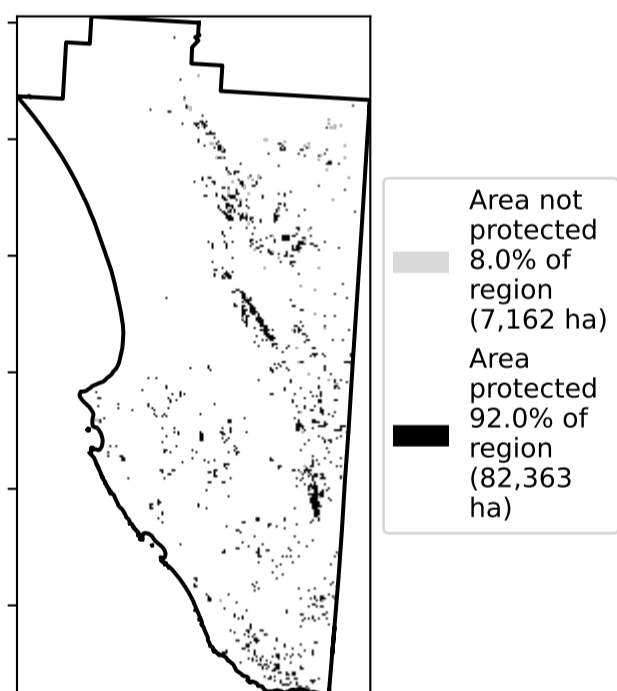 Area not
protected
8.0% of
region
(7,162 ha)
Area
protected
92.0% of
region
(82,363
ha)